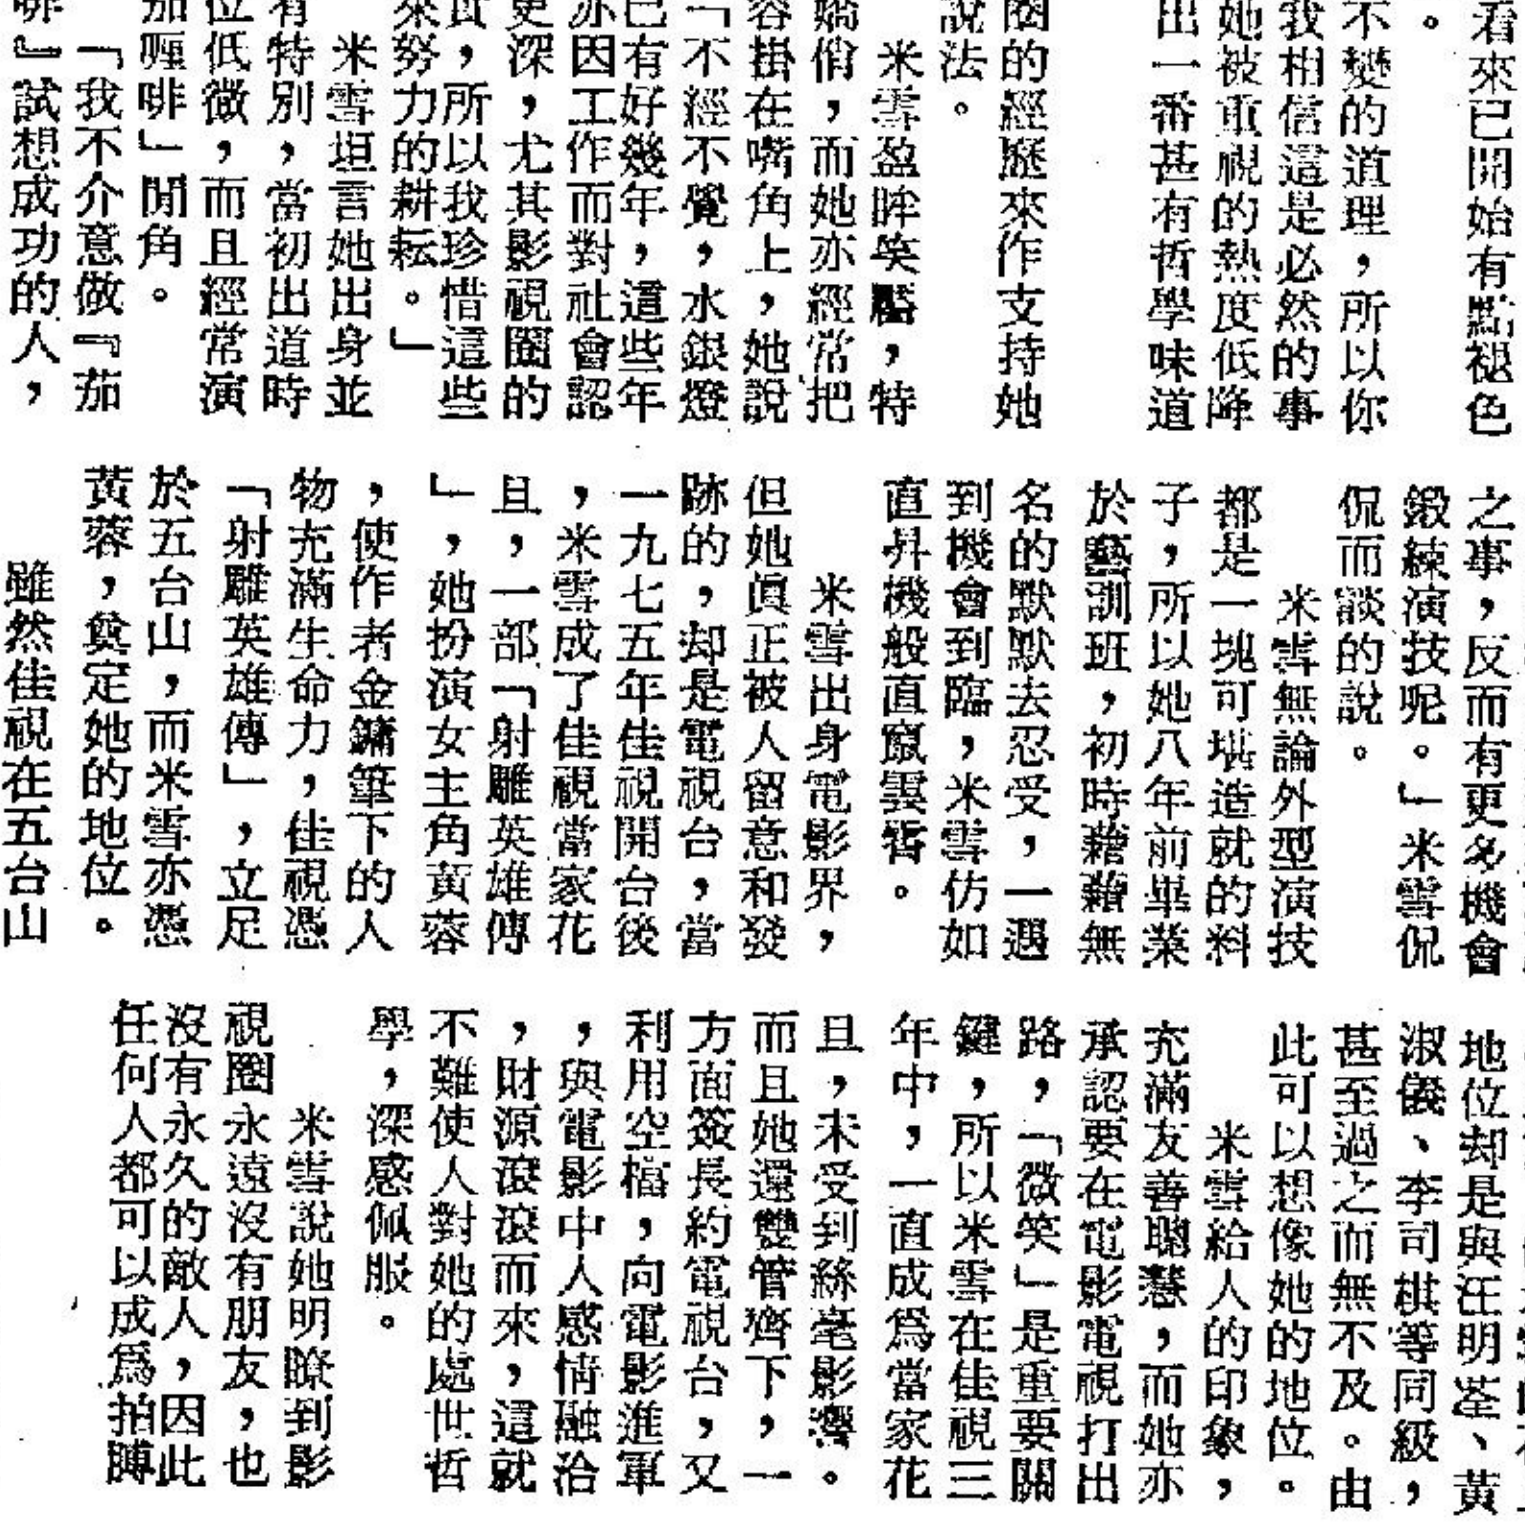 看來已開始有點褪色
。
不變的道理，所以你
我相信這是必然的事
她被重視的熱度低降
出一番甚有哲學味道
圈的經歷來作支持她
說法。
米雪盈眸笑靨，特
嬌俏，而她亦經常把
容掛在嘴角上，她說
「不經不覺，水銀燈
已有好幾年，這些年
亦因工作而對社會認
更深，尤其影視圈的
實，所以我珍惜這些
來努力的耕耘。」
米雪坦言她出身並
有特別，當初出道時
位低微，而且經常演
茄喱啡」閒角。
「我不介意做『茄
啡』試想成功的人，
之事，反而有更多機會
鍛練演技呢。」米雪侃
侃而談的說。
米雪無論外型演技
都是一塊可堪造就的料
子，所以她八年前畢業
於藝訓班，初時藉藉無
名的默默去忍受，一遇
到機會到臨，米雪仿如
直昇機般直竄雲霄。
米雪出身電影界，
但她眞正被人留意和發
跡的，却是電視台，當
一九七五年佳視開台後
，米雪成了佳視當家花
且，一部「射雕英雄傳
」，她扮演女主角黃蓉
，使作者金鏞筆下的人
物充滿生命力，佳視憑
「射雕英雄傳」，立足
於五台山，而米雪亦憑
黃蓉，奠定她的地位。
雖然佳視在五台山
地位却是與汪明荃、黃
淑儀、李司棋等同級，
甚至過之而無不及。由
此可以想像她的地位。
米雪給人的印象，
充滿友善聰慧，而她亦
承認要在電影電視打出
路，「微笑」是重要關
鍵，所以米雪在佳視三
年中，一直成爲當家花
且，未受到絲毫影響。
而且她還雙管齊下，一
方面簽長約電視台，又
利用空檔，向電影進軍
，與電影中人感情融洽
，財源滾滾而來，這就
不難使人對她的處世哲
學，深感佩服。
米雪說她明瞭到影
視圈永遠沒有朋友，也
沒有永久的敵人，因此
任何人都可以成爲拍膊